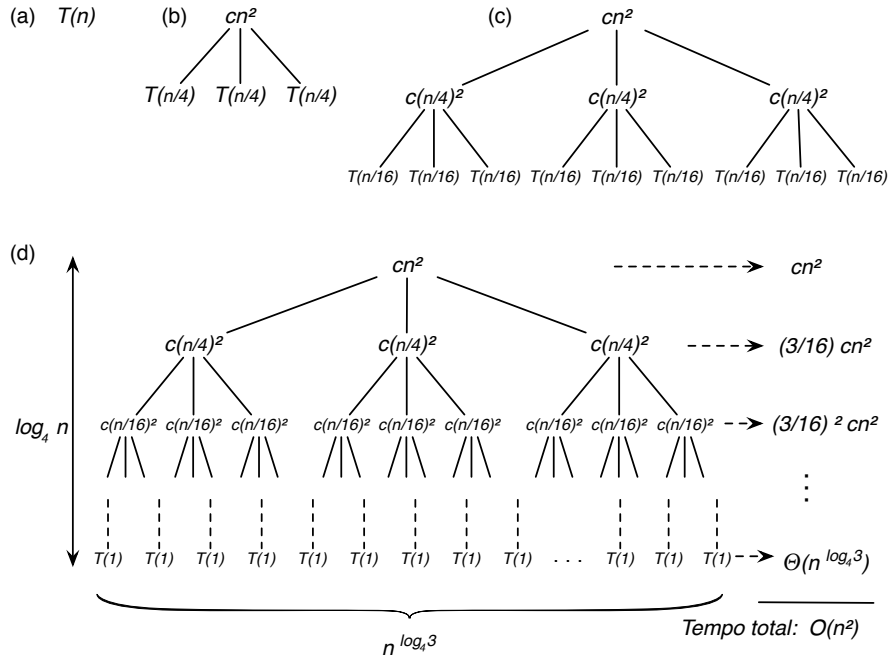 (a) T(n) (b) cn² (c) cn²
T(n/4) T(n/4) T(n/4) c(n/4)² c(n/4)² c(n/4)²
T(n/16) T(n/16) T(n/16) T(n/16) T(n/16) T(n/16) T(n/16) T(n/16) T(n/16)
(d) cn² cn²
c(n/4)² c(n/4)² c(n/4)² (3/16) cn²
log₄ n c(n/16)² c(n/16)² c(n/16)² c(n/16)² c(n/16)² c(n/16)² c(n/16)² c(n/16)² c(n/16)² (3/16) ² cn²
⋮
T(1) T(1) T(1) T(1) T(1) T(1) T(1) T(1) T(1) . . . T(1) T(1) T(1) Θ(n^log₄3)
n^log₄3 Tempo total: O(n²)